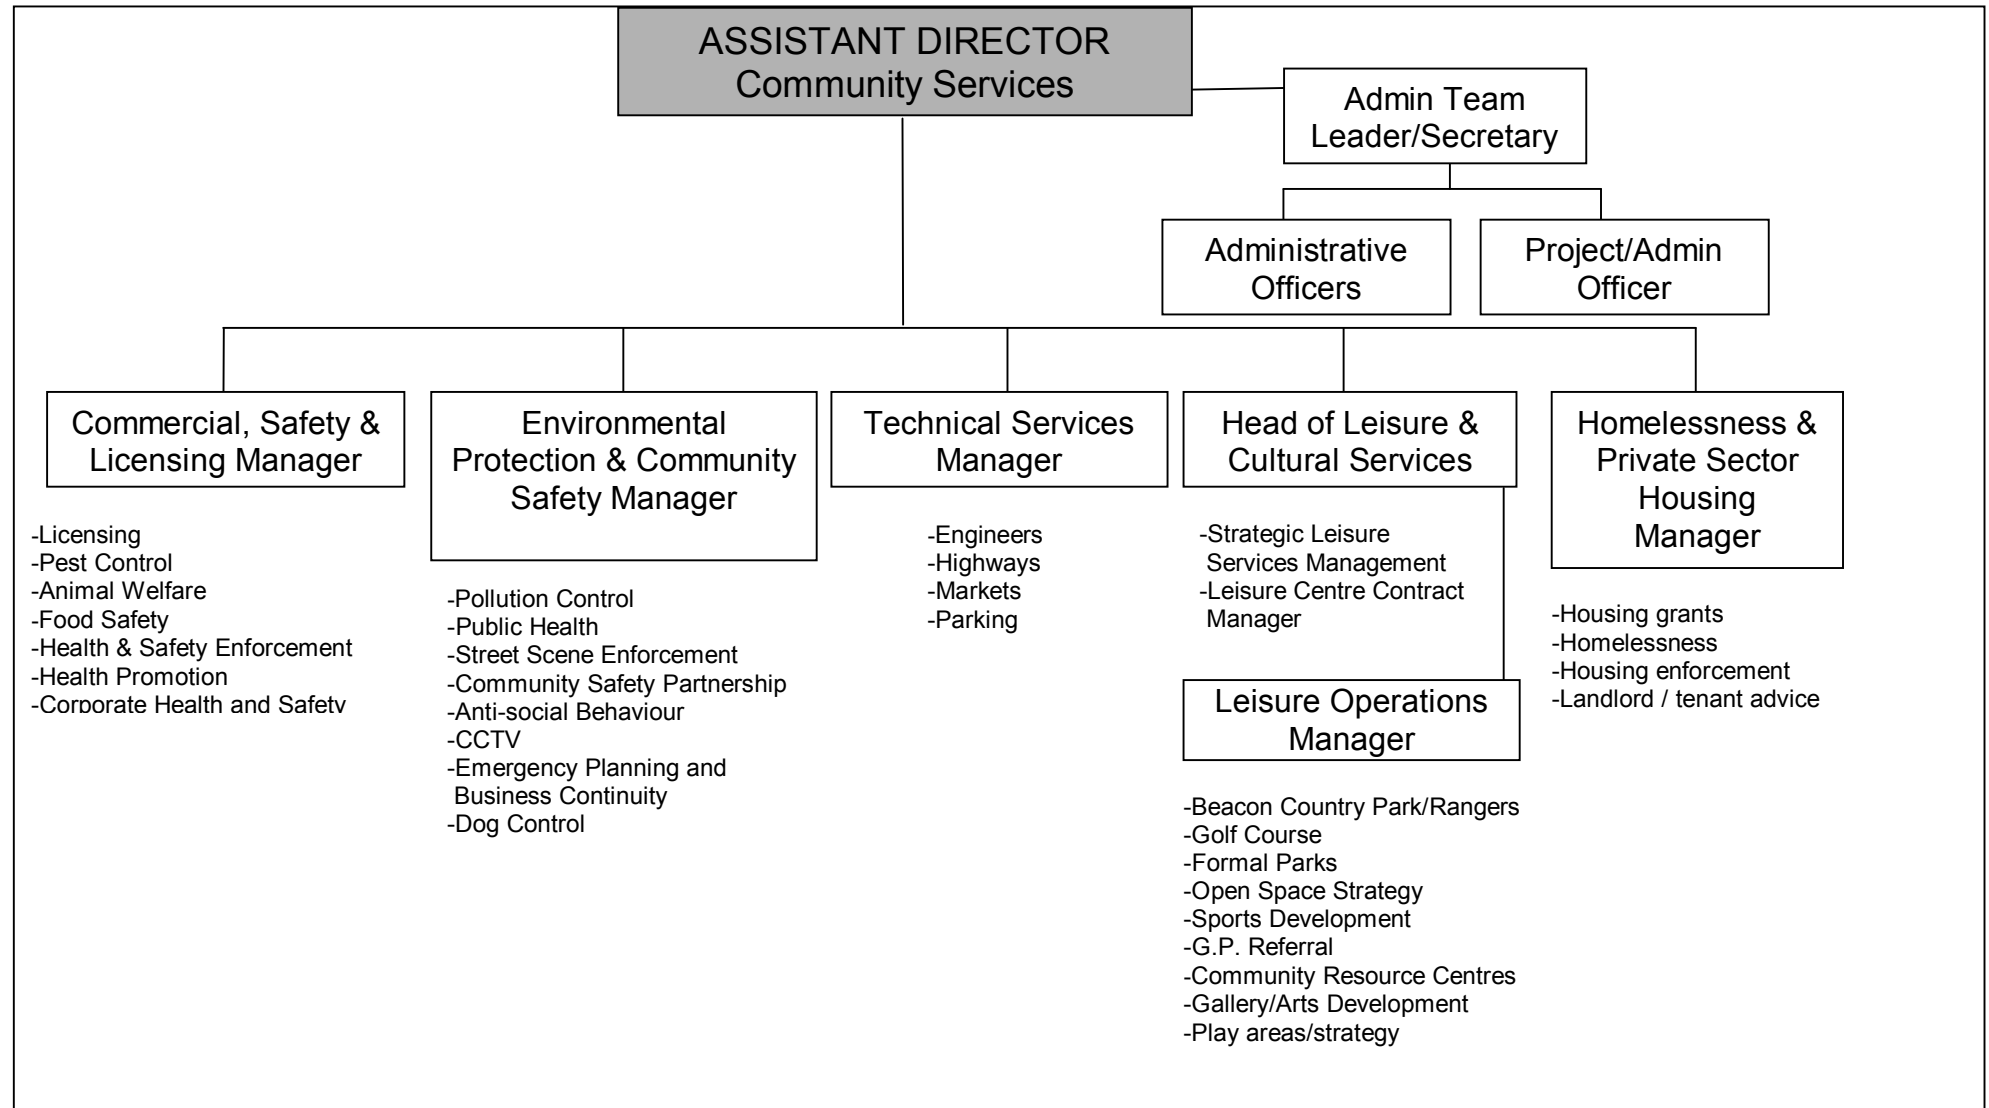 ASSISTANT DIRECTOR
Community Services
Admin Team
Leader/Secretary
Administrative
Officers
Project/Admin
Officer
Commercial, Safety &
Licensing Manager
-Licensing
-Pest Control
-Animal Welfare
-Food Safety
-Health & Safety Enforcement
-Health Promotion
-Corporate Health and Safety
Environmental
Protection & Community
Safety Manager
-Pollution Control
-Public Health
-Street Scene Enforcement
-Community Safety Partnership
-Anti-social Behaviour
-CCTV
-Emergency Planning and
Business Continuity
-Dog Control
Technical Services
Manager
-Engineers
-Highways
-Markets
-Parking
Head of Leisure &
Cultural Services
-Strategic Leisure
Services Management
-Leisure Centre Contract
Manager
Leisure Operations
Manager
-Beacon Country Park/Rangers
-Golf Course
-Formal Parks
-Open Space Strategy
-Sports Development
-G.P. Referral
-Community Resource Centres
-Gallery/Arts Development
-Play areas/strategy
Homelessness &
Private Sector
Housing
Manager
-Housing grants
-Homelessness
-Housing enforcement
-Landlord / tenant advice